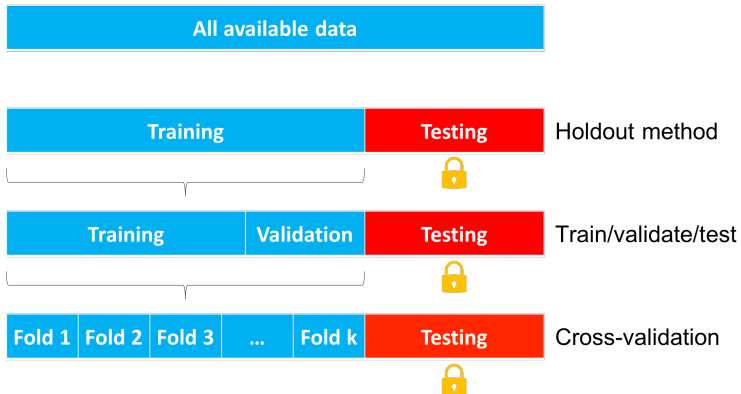 All available data
Training Testing Holdout method
Training Validation Testing Train/validate/test
Fold 1 Fold 2 Fold 3 ... Fold k Testing Cross-validation